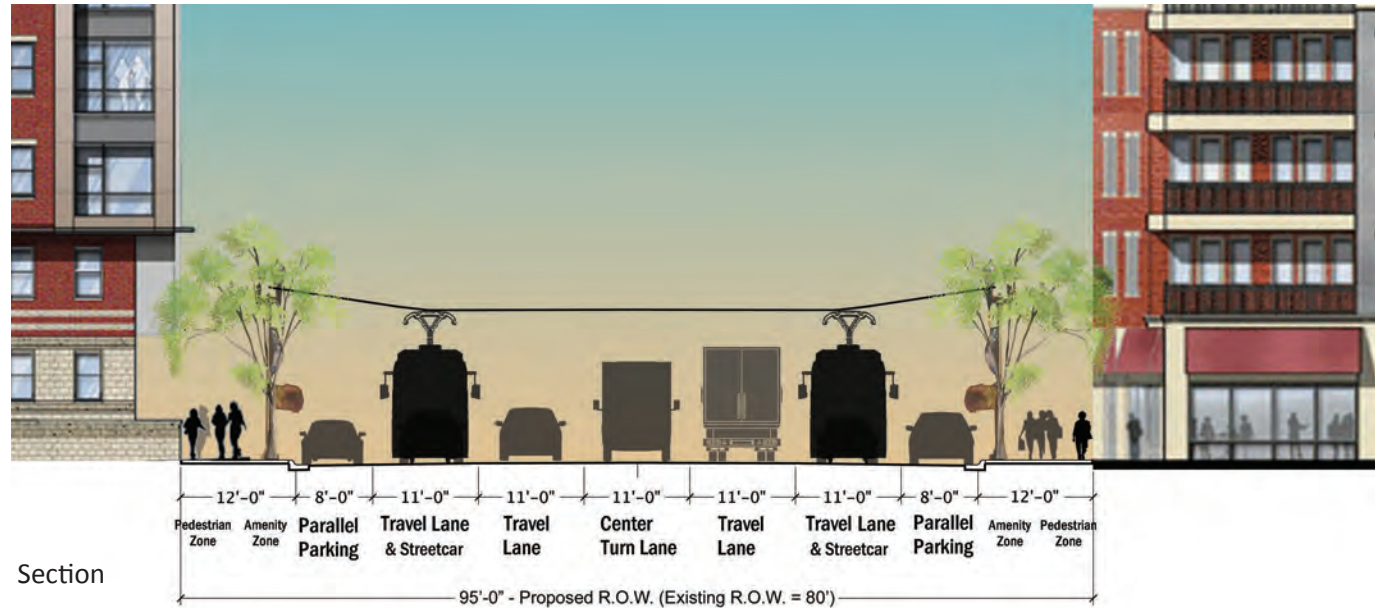 12'-0" 8'-0" 11'-0" 11'-0" 11'-0" 11'-0" 11'-0" 8'-0" 12'-0"
Pedestrian Zone
Amenity Zone
Parallel Parking
Travel Lane & Streetcar
Travel Lane
Center Turn Lane
Travel Lane
Travel Lane & Streetcar
Parallel Parking
Amenity Zone
Pedestrian Zone
Section
95'-0" - Proposed R.O.W. (Existing R.O.W. = 80')